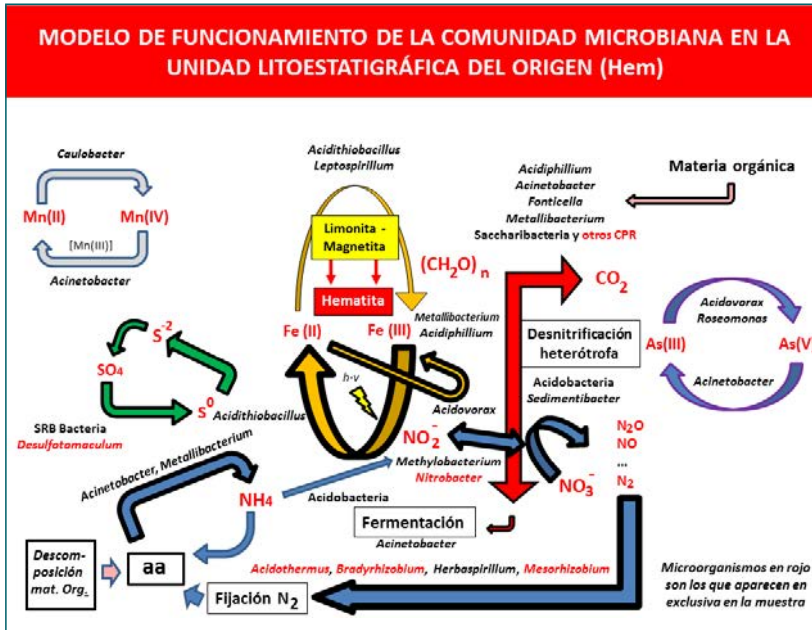 MODELO DE FUNCIONAMIENTO DE LA COMUNIDAD MICROBIANA EN LA
UNIDAD LITOESTATIGRÁFICA DEL ORIGEN (Hem)
Caulobacter
Mn(II)
Mn(IV)
[Mn(III)]
Acinetobacter
Acidithiobacillus
Leptospirillum
Limonita -
Magnetita
Hematita
Fe (II)
Fe (III)
(CH2O)n
Metallibacterium
Acidiphillium
h·v
Acidovorax
Acidiphillium
Acinetobacter
Fonticella
Metallibacterium
Saccharibacteria y otros CPR
Materia orgánica
CO2
Desnitrificación
heterótrofa
Acidobacteria
Sedimentibacter
Acidovorax
Roseomonas
As(III)
As(V)
Acinetobacter
S-2
SO4
S0
Acidithiobacillus
SRB Bacteria
Desulfatamaculum
Acinetobacter, Metallibacterium
NH4
Acidobacteria
NO2-
Methylobacterium
Nitrobacter
NO3-
N2O
NO
...
N2
Fermentación
Acinetobacter
Descom-
posición
mat. Org.
aa
Fijación N2
Acidothermus, Bradyrhizobium, Herbaspirillum, Mesorhizobium
Microorganismos en rojo
son los que aparecen en
exclusiva en la muestra